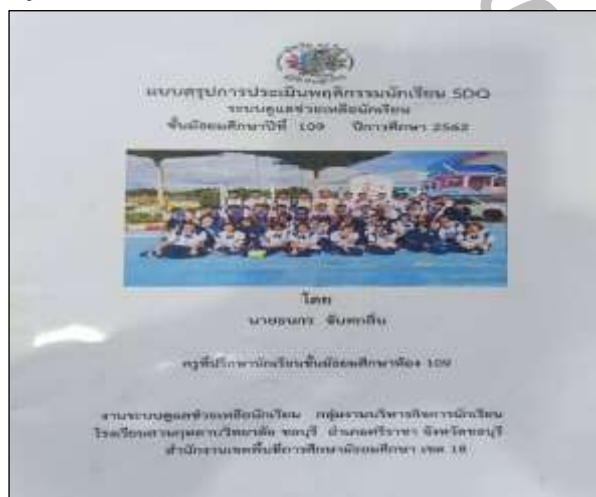 แบบสรุปการประเมินพฤติกรรมนักเรียน SDQ
ระบบดูแลช่วยเหลือนักเรียน
ชั้นมัธยมศึกษาปีที่ 109 ปีการศึกษา 2562
โดย
ครูที่ปรึกษานักเรียนชั้นมัธยมศึกษาห้อง 109
งานระบบดูแลช่วยเหลือนักเรียน กลุ่มงานบริหารกิจการนักเรียน
โรงเรียนสวนกุหลาบวิทยาลัย ชลบุรี อำเภอศรีราชา จังหวัดชลบุรี
สำนักงานเขตพื้นที่การศึกษามัธยมศึกษา เขต 18